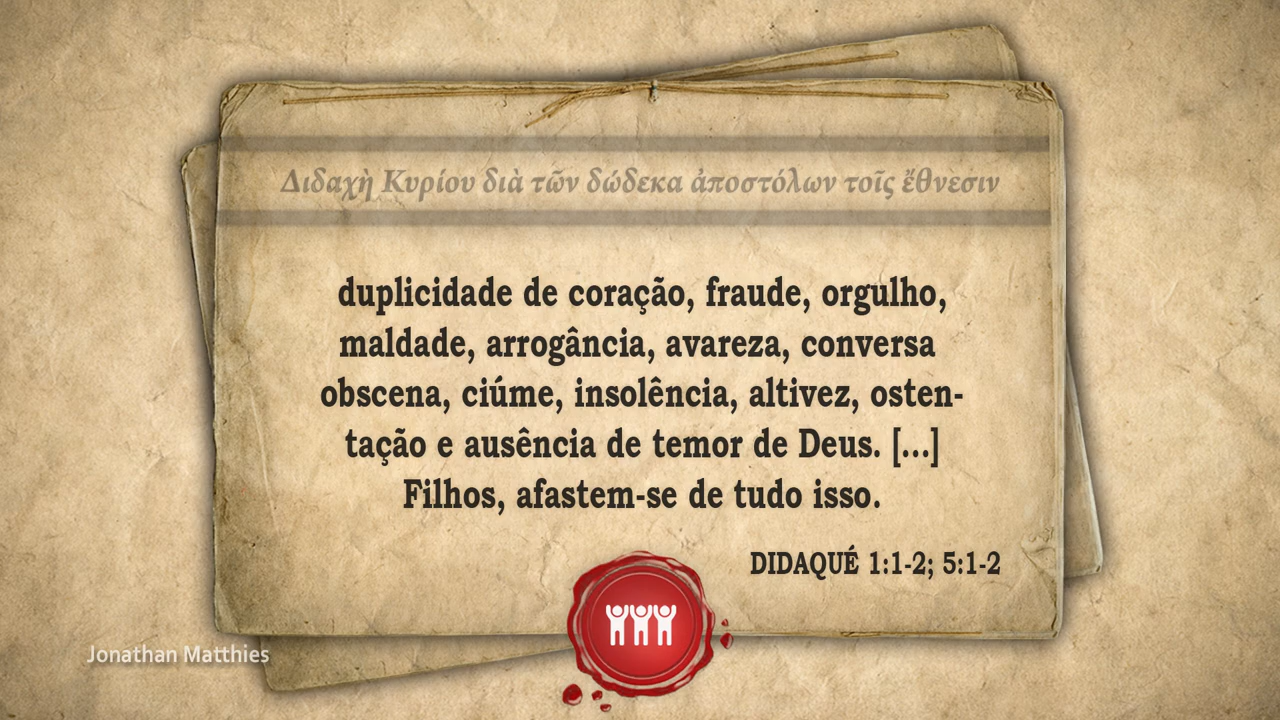 Διδαχὴ Κυρίου διὰ τῶν δώδεκα ἀποστόλων τοῖς ἔθνεσιν
duplicidade de coração, fraude, orgulho,
maldade, arrogância, avareza, conversa
obscena, ciúme, insolência, altivez, osten-
tação e ausência de temor de Deus. [...]
Filhos, afastem-se de tudo isso.
DIDAQUÉ 1:1-2; 5:1-2
Jonathan Matthies